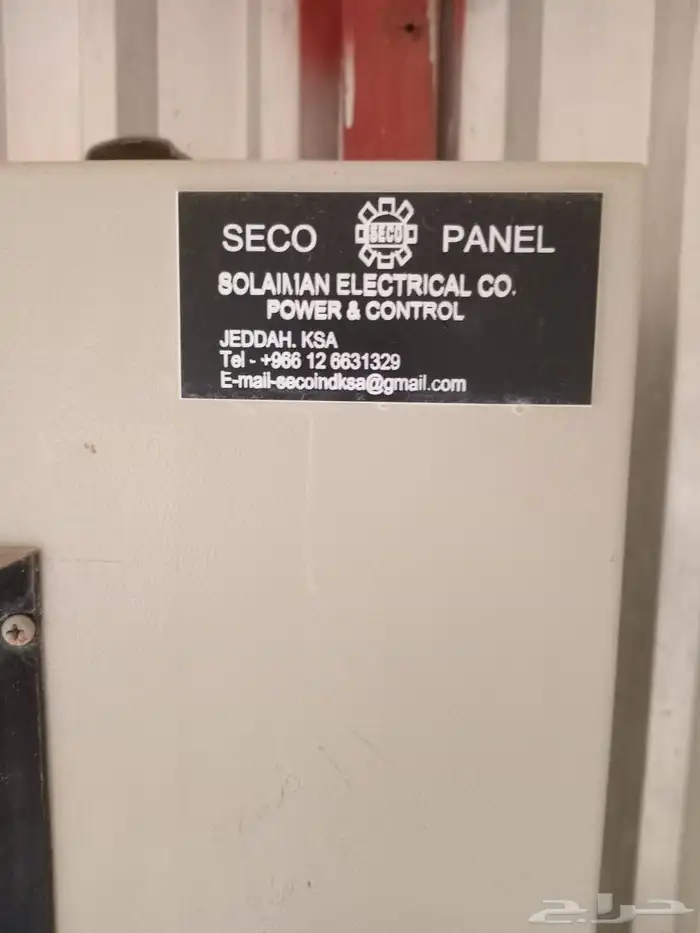 SECO SECO PANEL
SOLAIMAN ELECTRICAL CO.
POWER & CONTROL
JEDDAH. KSA
Tel - +966 12 6631329
E-mail-secoindksa@gmail.com
حراج